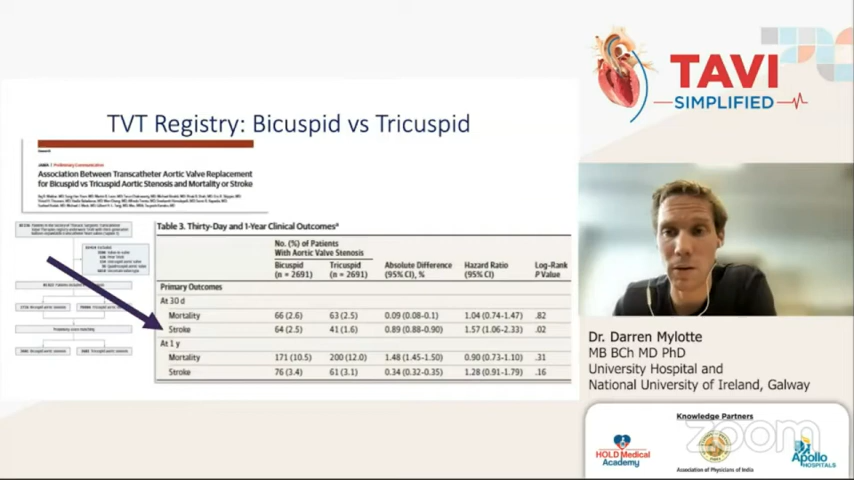 TAVI
SIMPLIFIED
TVT Registry: Bicuspid vs Tricuspid
Association Between Transcatheter Aortic Valve Replacement
for Bicuspid vs Tricuspid Aortic Stenosis and Mortality or Stroke
Table 3. Thirty-Day and 1-Year Clinical Outcomes
No. (%) of Patients
With Aortic Valve Stenosis
Bicuspid Tricuspid Absolute Difference Hazard Ratio Log-Rank
(n = 2691) (n = 2691) (95% CI), % (95% CI) P Value
Primary Outcomes
At 30 d
Mortality 66 (2.6) 63 (2.5) 0.09 (0.08-0.1) 1.04 (0.74-1.47) .82
Stroke 64 (2.5) 41 (1.6) 0.89 (0.88-0.90) 1.57 (1.06-2.33) .02
At 1 y
Mortality 171 (10.5) 200 (12.0) 1.48 (1.45-1.50) 0.90 (0.73-1.10) .31
Stroke 76 (3.4) 61 (3.1) 0.34 (0.32-0.35) 1.28 (0.91-1.79) .16
Dr. Darren Mylotte
MB BCh MD PhD
University Hospital and
National University of Ireland, Galway
Knowledge Partners
zoom
HOLD Medical
Academy
Apollo
HOSPITALS
Association of Physicians of India